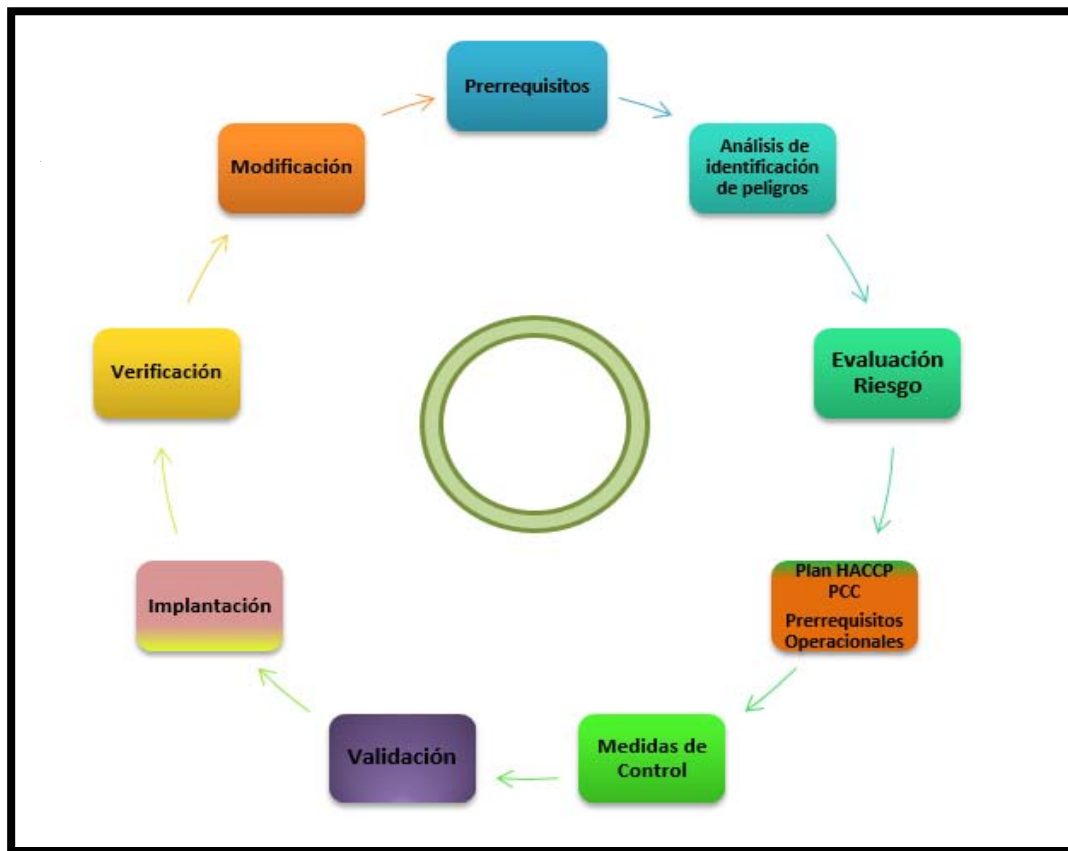 Prerrequisitos
Análisis de
identificación
de peligros
Evaluación
Riesgo
Plan HACCP
PCC
Prerrequisitos
Operacionales
Medidas de
Control
Validación
Implantación
Verificación
Modificación